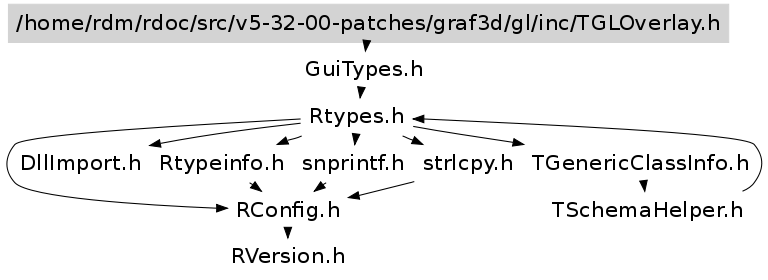 /home/rdm/rdoc/src/v5-32-00-patches/graf3d/gl/inc/TGLOverlay.h
GuiTypes.h
Rtypes.h
DllImport.h Rtypeinfo.h snprintf.h strlcpy.h TGenericClassInfo.h
RConfig.h TSchemaHelper.h
RVersion.h